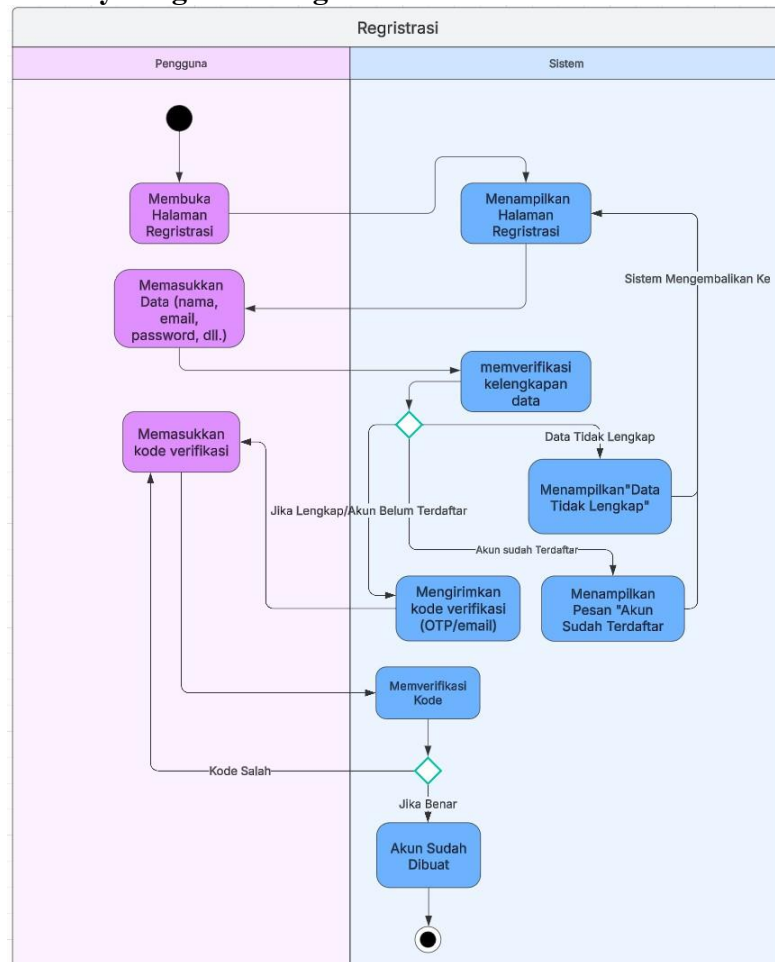 Regristrasi
Pengguna
Sistem
Membuka
Halaman
Regristrasi
Menampilkan
Halaman
Regristrasi
Sistem Mengembalikan Ke
Memasukkan
Data (nama,
email,
password, dll.)
memverifikasi
kelengkapan
data
Memasukkan
kode verifikasi
Data Tidak Lengkap
Menampilkan"Data
Tidak Lengkap"
Jika Lengkap/Akun Belum Terdaftar
Akun sudah Terdaftar
Mengirimkan
kode verifikasi
(OTP/email)
Menampilkan
Pesan "Akun
Sudah Terdaftar
Memverifikasi
Kode
Kode Salah
Jika Benar
Akun Sudah
Dibuat